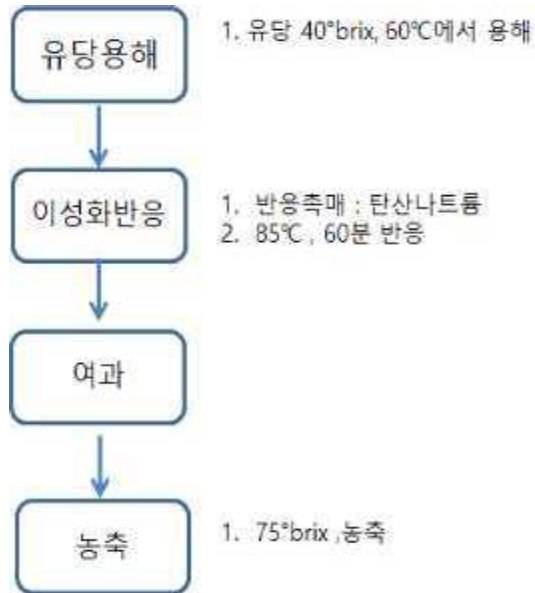 유당용해
1. 유당 40°brix, 60℃에서 용해
이성화반응
1. 반응촉매 : 탄산나트륨
2. 85℃ , 60분 반응
여과
농축
1. 75°brix ,농축